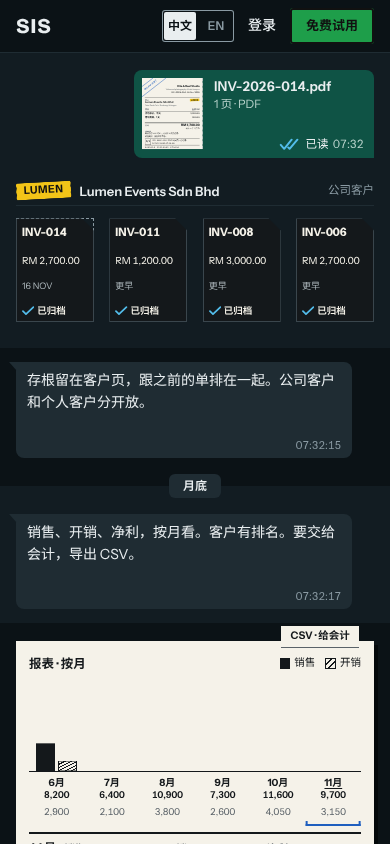 SIS
中文 EN 登录 免费试用
INV-2026-014.pdf
1 页 · PDF
已读 07:32
LUMEN Lumen Events Sdn Bhd 公司客户
INV-014 INV-011 INV-008 INV-006
RM 2,700.00 RM 1,200.00 RM 3,000.00 RM 2,700.00
16 NOV 更早 更早 更早
已归档 已归档 已归档 已归档
存根留在客户页，跟之前的单排在一起。公司客户
和个人客户分开放。
07:32:15
月底
销售、开销、净利，按月看。客户有排名。要交给
会计，导出 CSV。
07:32:17
CSV · 给会计
报表 · 按月 销售 开销
6月 7月 8月 9月 10月 11月
8,200 6,400 10,900 7,300 11,600 9,700
2,900 2,100 3,800 2,600 4,050 3,150